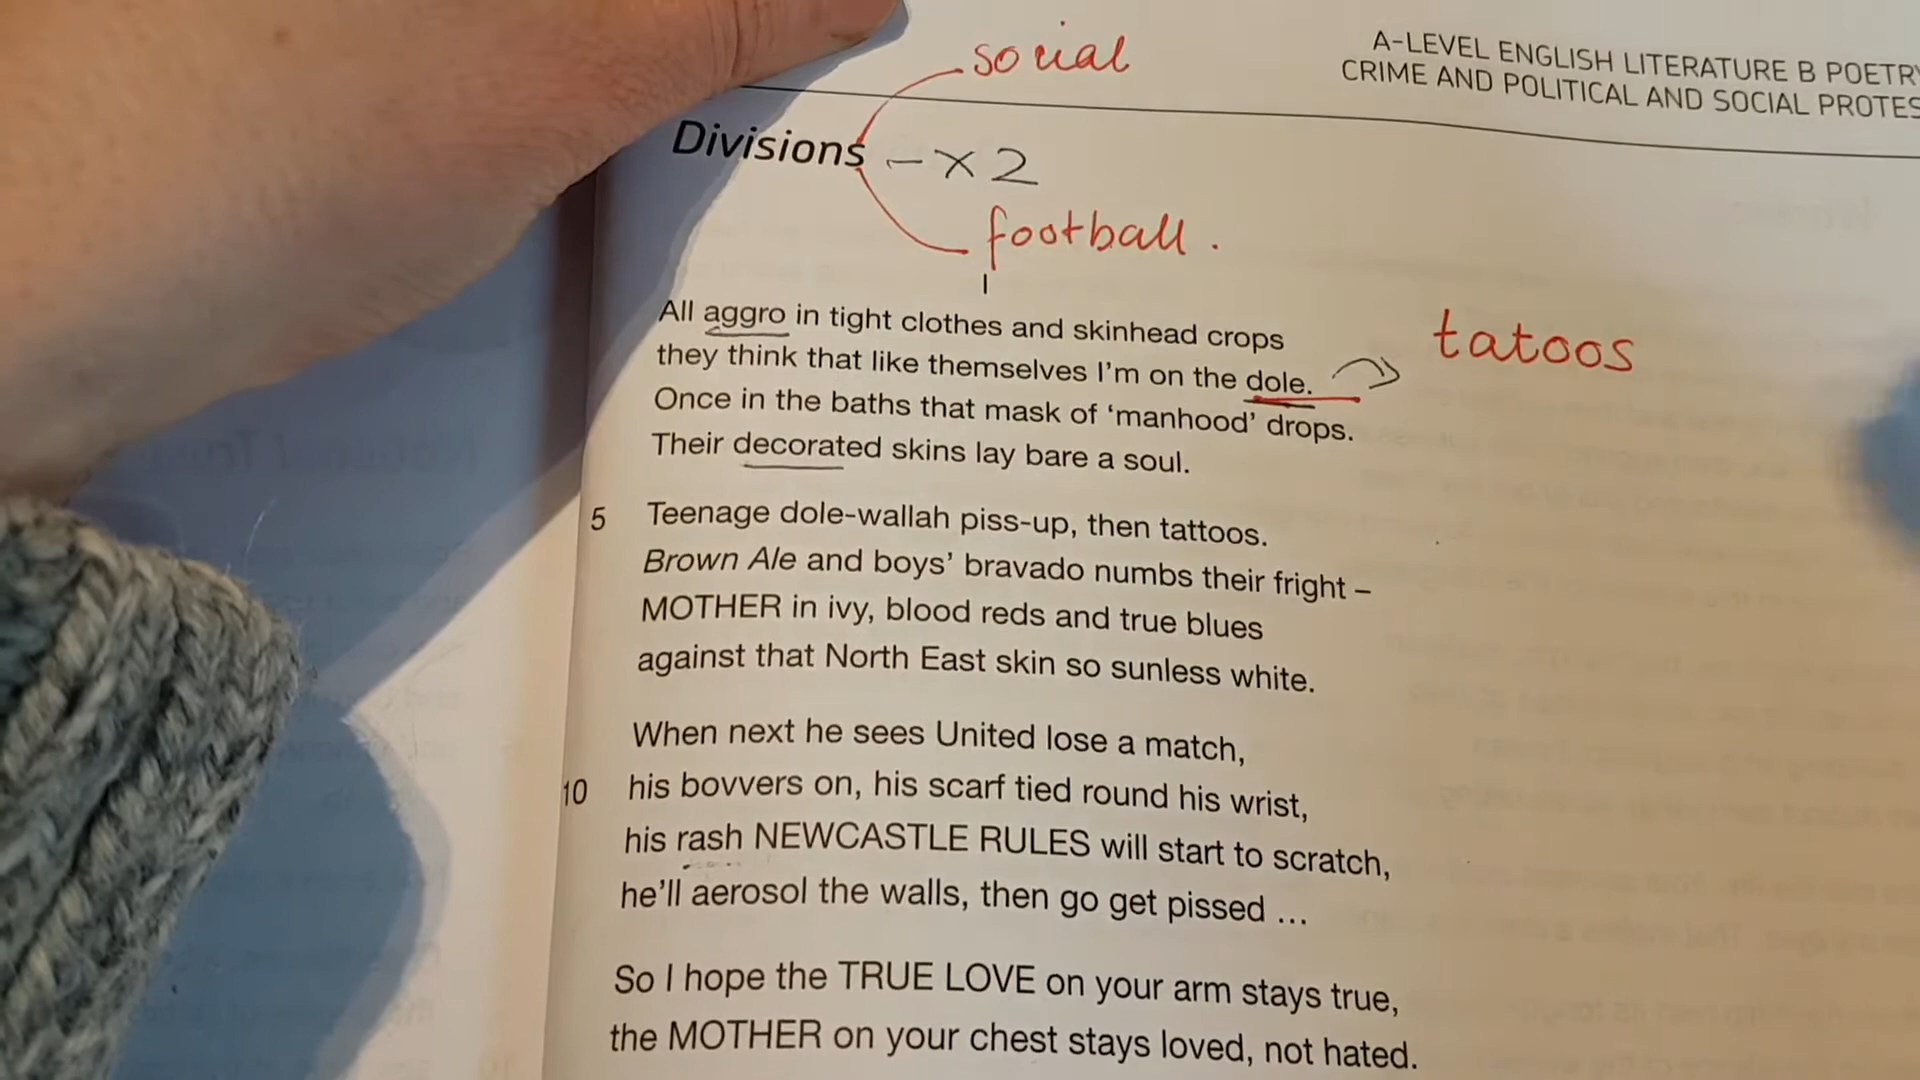 social
A-LEVEL ENGLISH LITERATURE B POETRY
CRIME AND POLITICAL AND SOCIAL PROTES
Divisions - x 2
football.
I
All aggro in tight clothes and skinhead crops
they think that like themselves I'm on the dole.
tatoos
Once in the baths that mask of 'manhood' drops.
Their decorated skins lay bare a soul.
5 Teenage dole-wallah piss-up, then tattoos.
Brown Ale and boys' bravado numbs their fright –
MOTHER in ivy, blood reds and true blues
against that North East skin so sunless white.
When next he sees United lose a match,
10 his bovvers on, his scarf tied round his wrist,
his rash NEWCASTLE RULES will start to scratch,
he'll aerosol the walls, then go get pissed ...
So I hope the TRUE LOVE on your arm stays true,
the MOTHER on your chest stays loved, not hated.